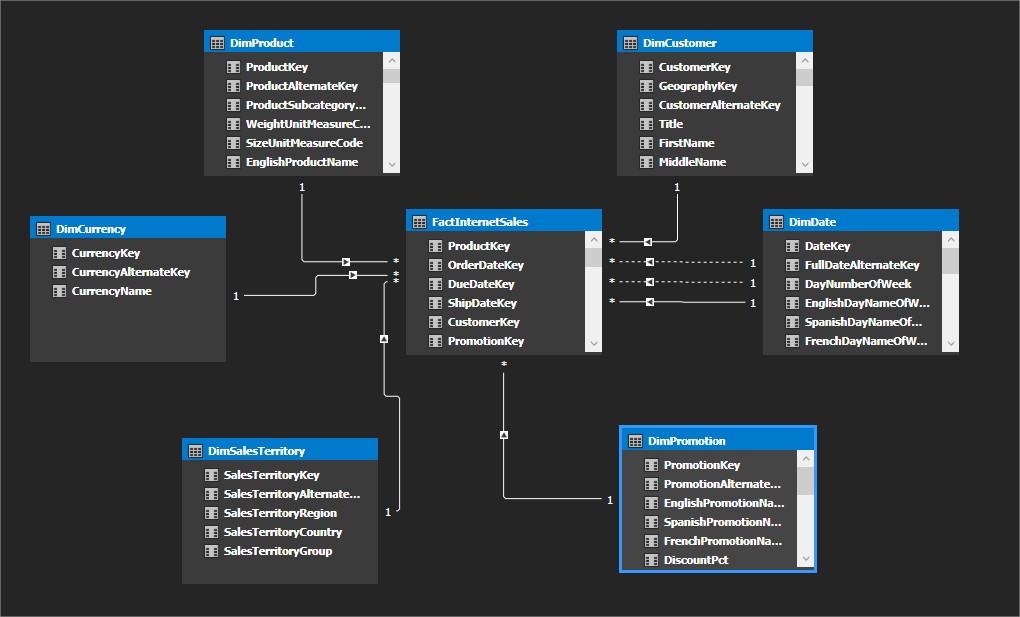 DimProduct
ProductKey
ProductAlternateKey
ProductSubcategory...
WeightUnitMeasureC...
SizeUnitMeasureCode
EnglishProductName
1
DimCustomer
CustomerKey
GeographyKey
CustomerAlternateKey
Title
FirstName
MiddleName
1
DimCurrency
CurrencyKey
CurrencyAlternateKey
CurrencyName
1
*
*
*
FactInternetSales
ProductKey
OrderDateKey
DueDateKey
ShipDateKey
CustomerKey
PromotionKey
*
*
*
*
*
1
1
1
DimDate
DateKey
FullDateAlternateKey
DayNumberOfWeek
EnglishDayNameOfW...
SpanishDayNameOf...
FrenchDayNameOfW...
DimSalesTerritory
SalesTerritoryKey
SalesTerritoryAlternate...
SalesTerritoryRegion
SalesTerritoryCountry
SalesTerritoryGroup
1
1
DimPromotion
PromotionKey
PromotionAlternate...
EnglishPromotionNa...
SpanishPromotionN...
FrenchPromotionNa...
DiscountPct